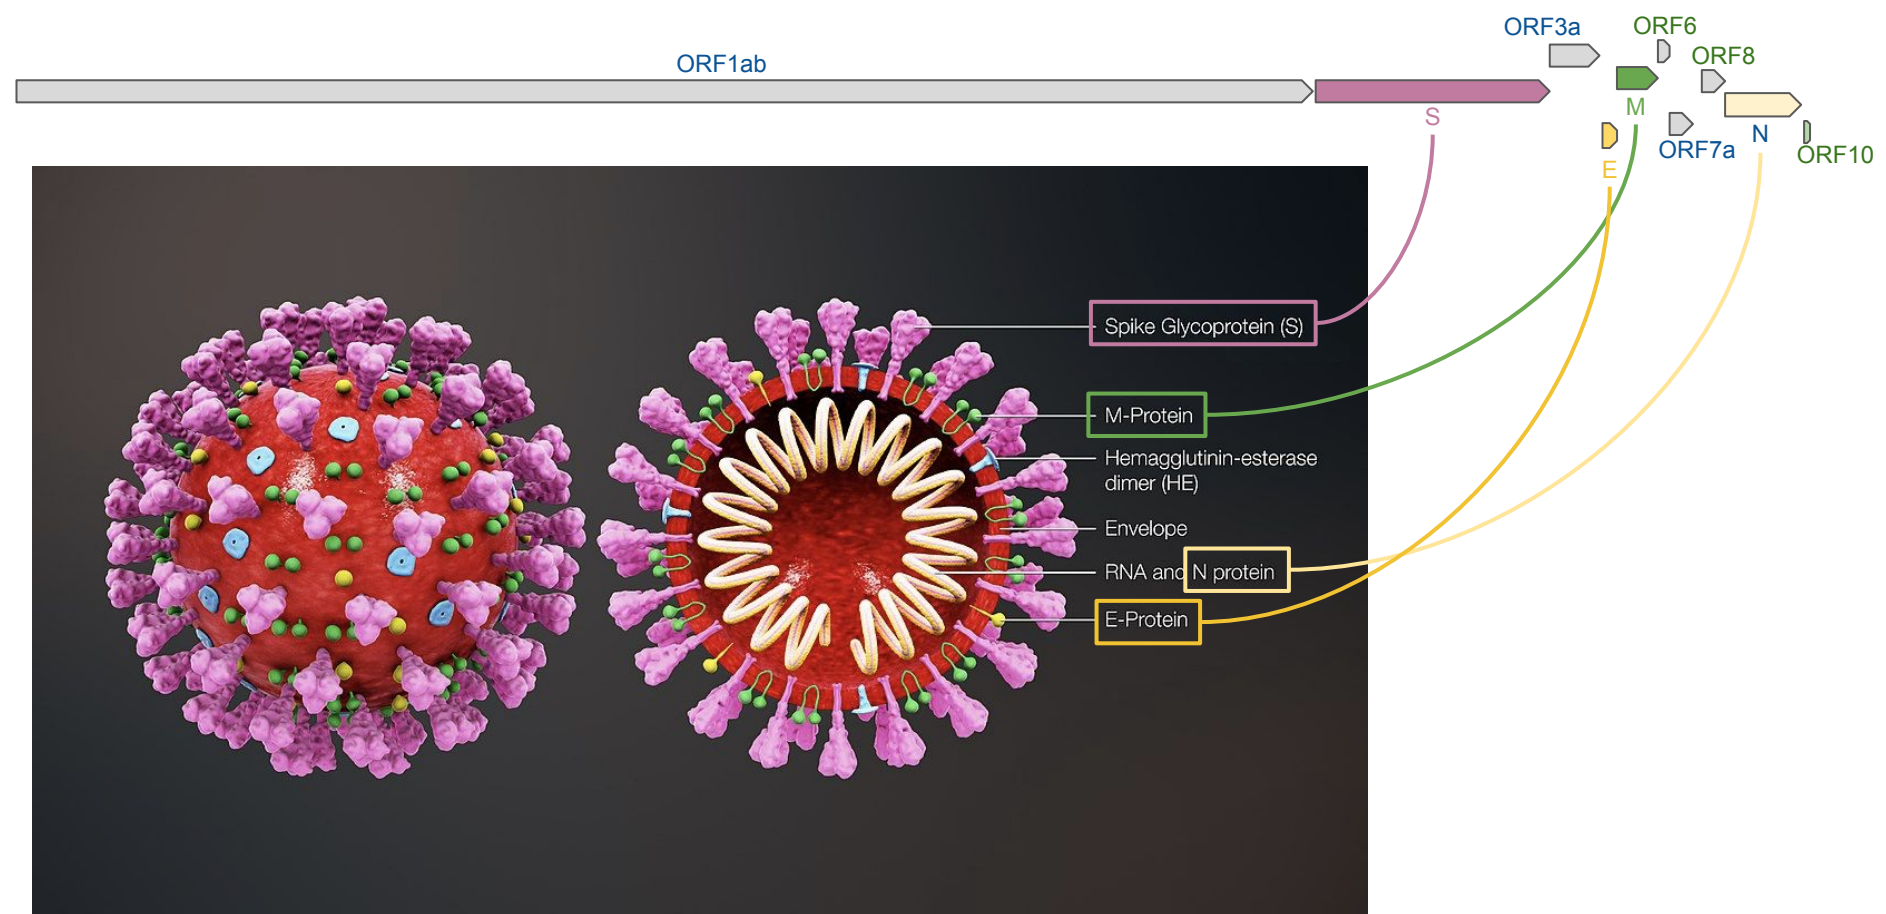 ORF1ab
S
ORF3a
E
M
ORF6
ORF7a
ORF8
N
ORF10
Spike Glycoprotein (S)
M-Protein
Hemagglutinin-esterase
dimer (HE)
Envelope
RNA and N protein
E-Protein